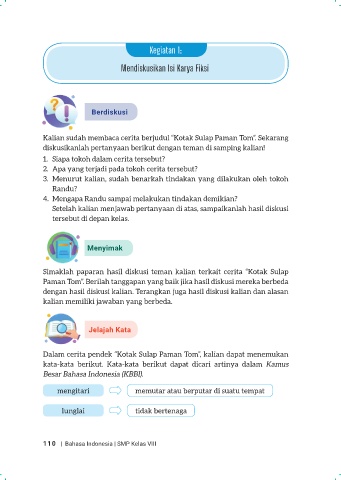 Kegiatan 1:
Mendiskusikan Isi Karya Fiksi
Berdiskusi
Kalian sudah membaca cerita berjudul “Kotak Sulap Paman Tom”. Sekarang
diskusikanlah pertanyaan berikut dengan teman di samping kalian!
1. Siapa tokoh dalam cerita tersebut?
2. Apa yang terjadi pada tokoh cerita tersebut?
3. Menurut kalian, sudah benarkah tindakan yang dilakukan oleh tokoh
Randu?
4. Mengapa Randu sampai melakukan tindakan demikian?
Setelah kalian menjawab pertanyaan di atas, sampaikanlah hasil diskusi
tersebut di depan kelas.
Menyimak
Simaklah paparan hasil diskusi teman kalian terkait cerita “Kotak Sulap
Paman Tom”. Berilah tanggapan yang baik jika hasil diskusi mereka berbeda
dengan hasil diskusi kalian. Terangkan juga hasil diskusi kalian dan alasan
kalian memiliki jawaban yang berbeda.
Jelajah Kata
Dalam cerita pendek “Kotak Sulap Paman Tom”, kalian dapat menemukan
kata-kata berikut. Kata-kata berikut dapat dicari artinya dalam Kamus
Besar Bahasa Indonesia (KBBI).
mengitari memutar atau berputar di suatu tempat
lunglai tidak bertenaga
110 | Bahasa Indonesia | SMP Kelas VIII